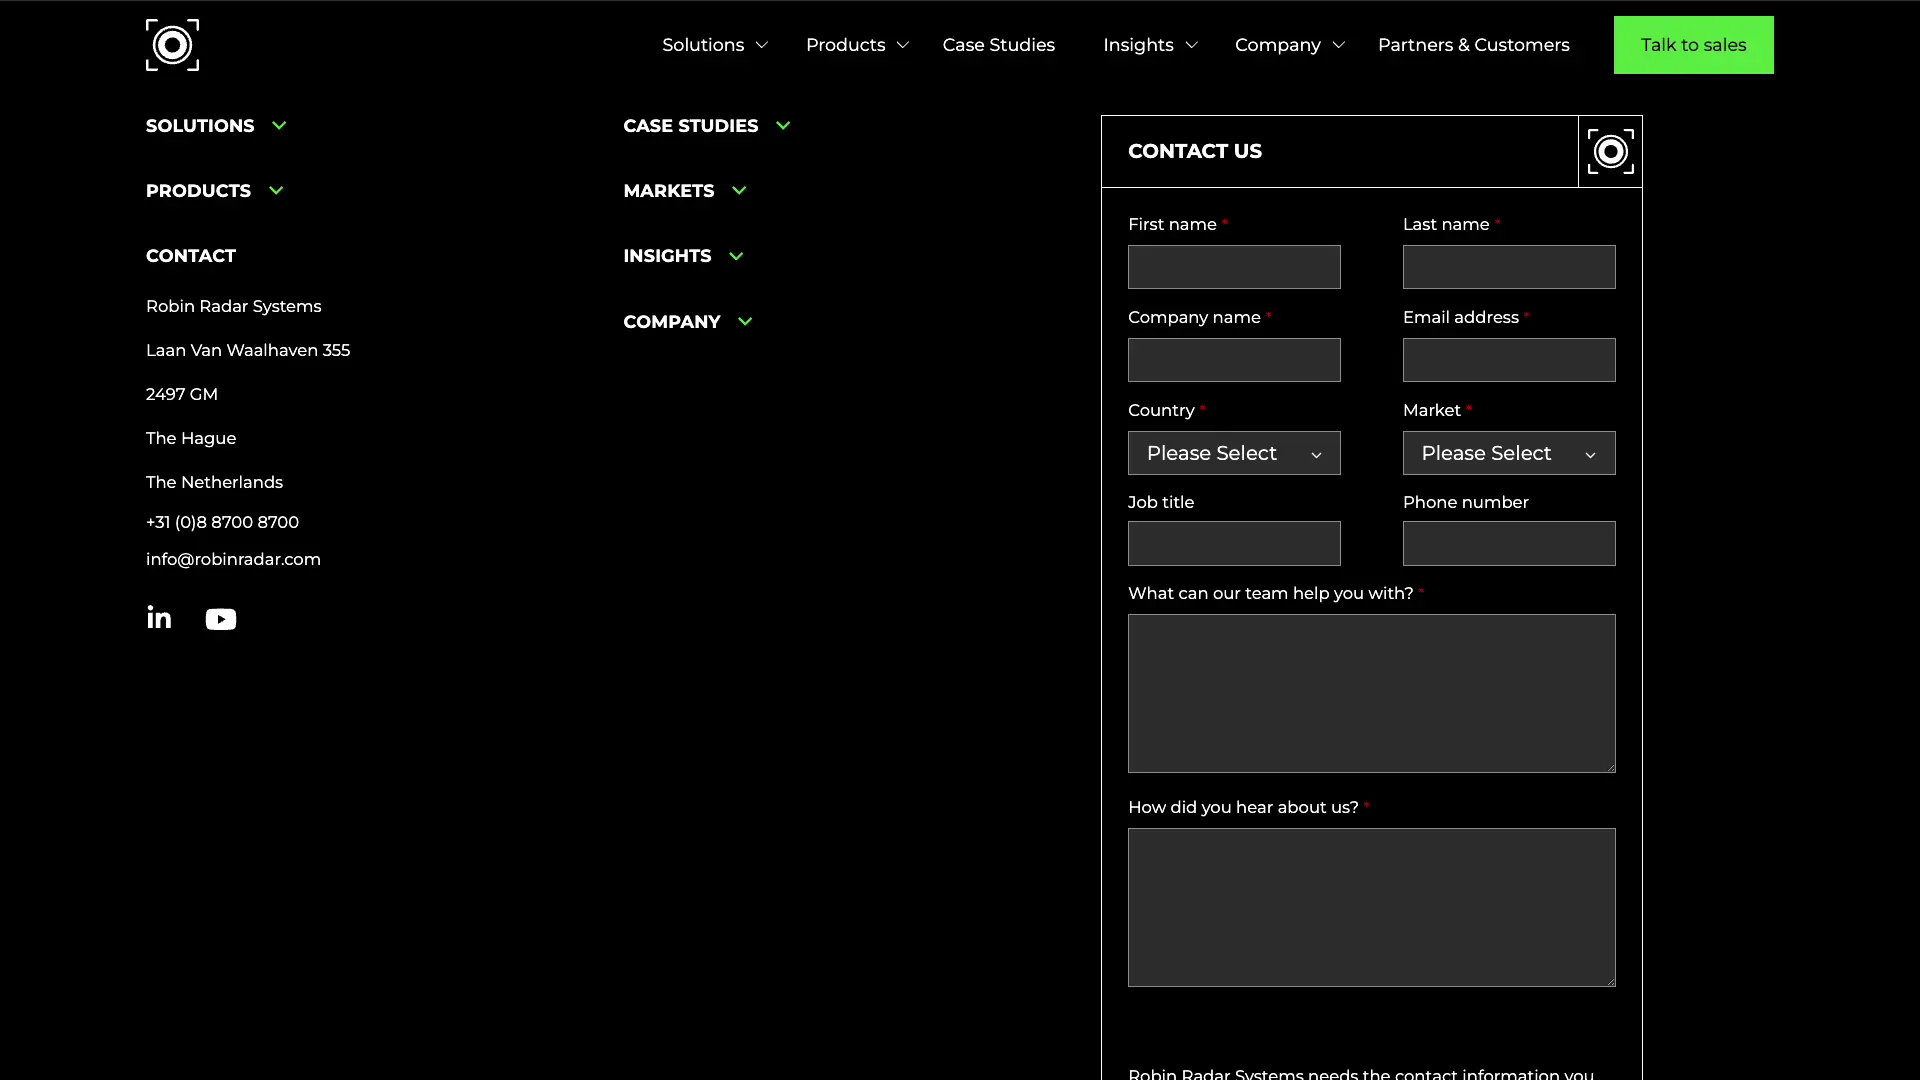 Solutions Products Case Studies Insights Company Partners & Customers Talk to sales
SOLUTIONS
PRODUCTS
CONTACT
Robin Radar Systems
Laan Van Waalhaven 355
2497 GM
The Hague
The Netherlands
+31 (0)8 8700 8700
info@robinradar.com
in
CASE STUDIES
MARKETS
INSIGHTS
COMPANY
CONTACT US
First name * Last name *
Company name * Email address *
Country * Market *
Please Select Please Select
Job title Phone number
What can our team help you with? *
How did you hear about us? *
Robin Radar Systems needs the contact information you